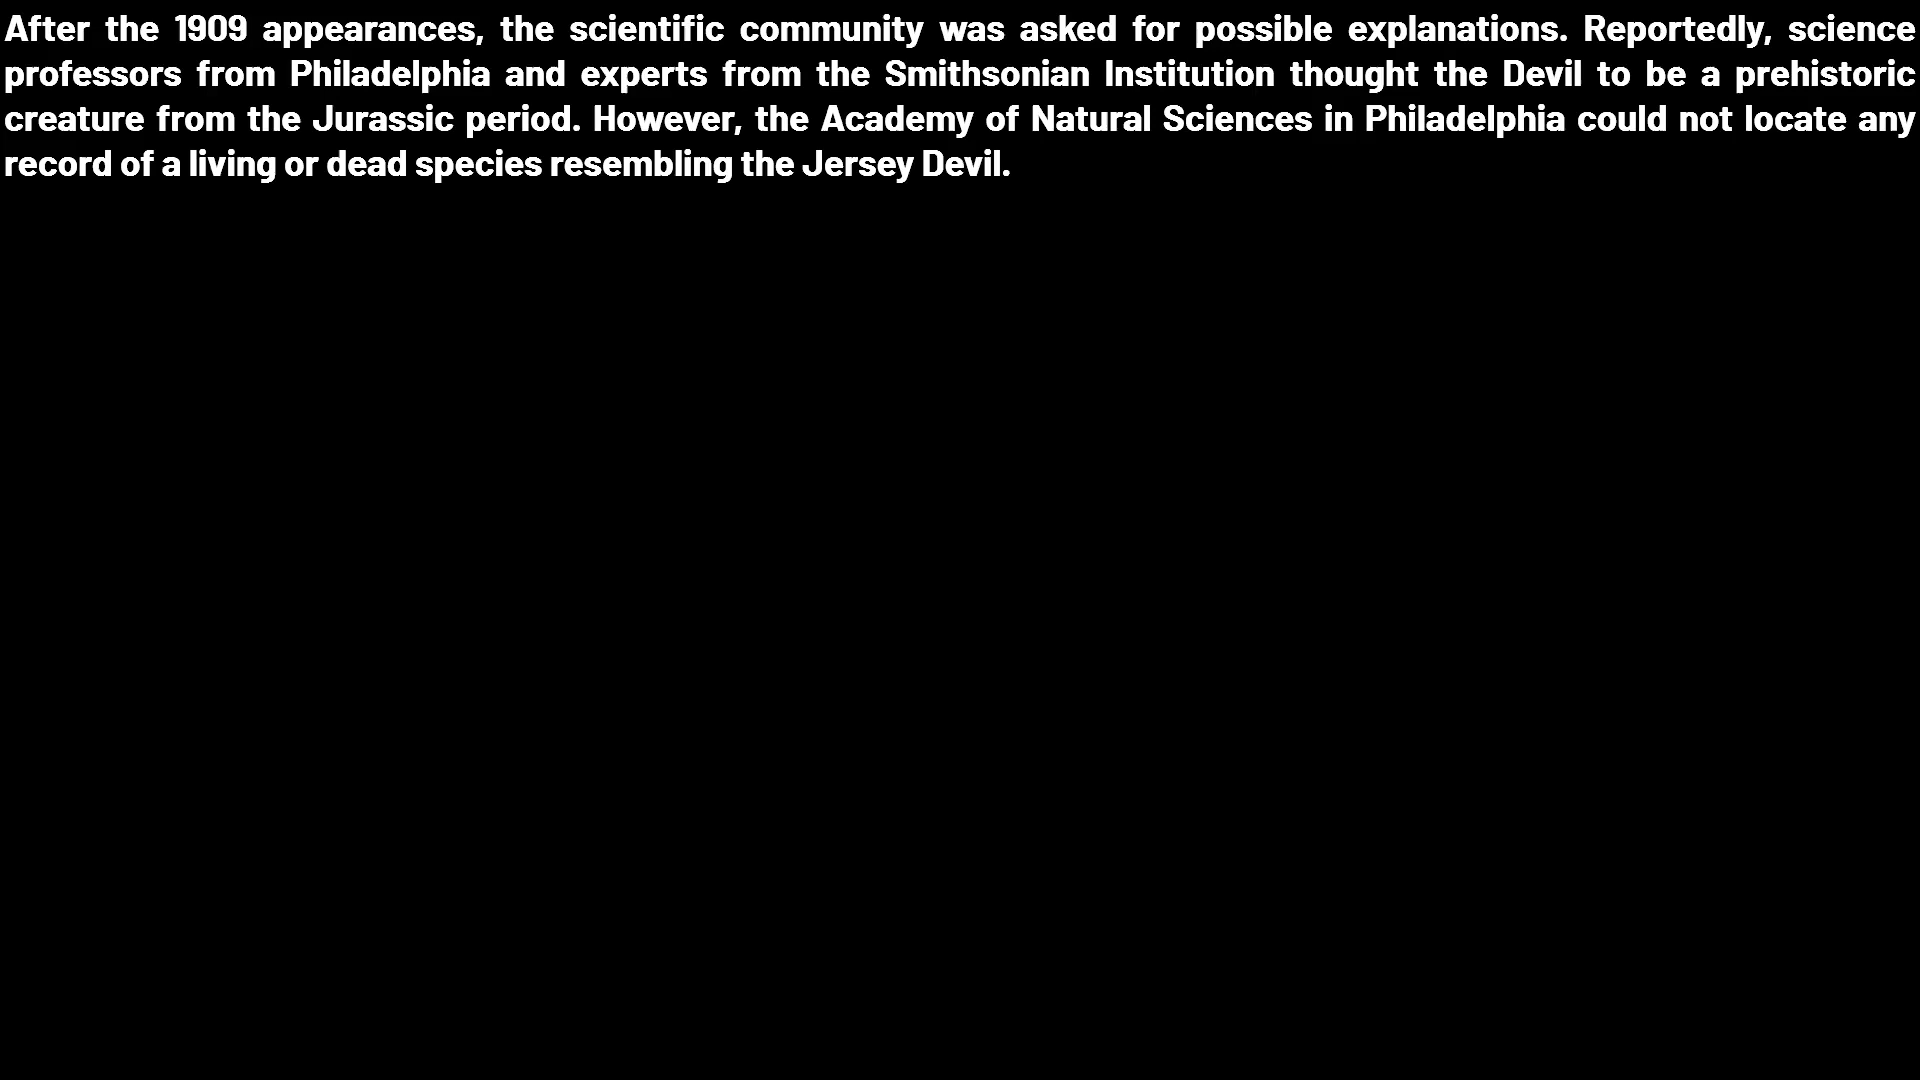 After the 1909 appearances, the scientific community was asked for possible explanations. Reportedly, science
professors from Philadelphia and experts from the Smithsonian Institution thought the Devil to be a prehistoric
creature from the Jurassic period. However, the Academy of Natural Sciences in Philadelphia could not locate any
record of a living or dead species resembling the Jersey Devil.